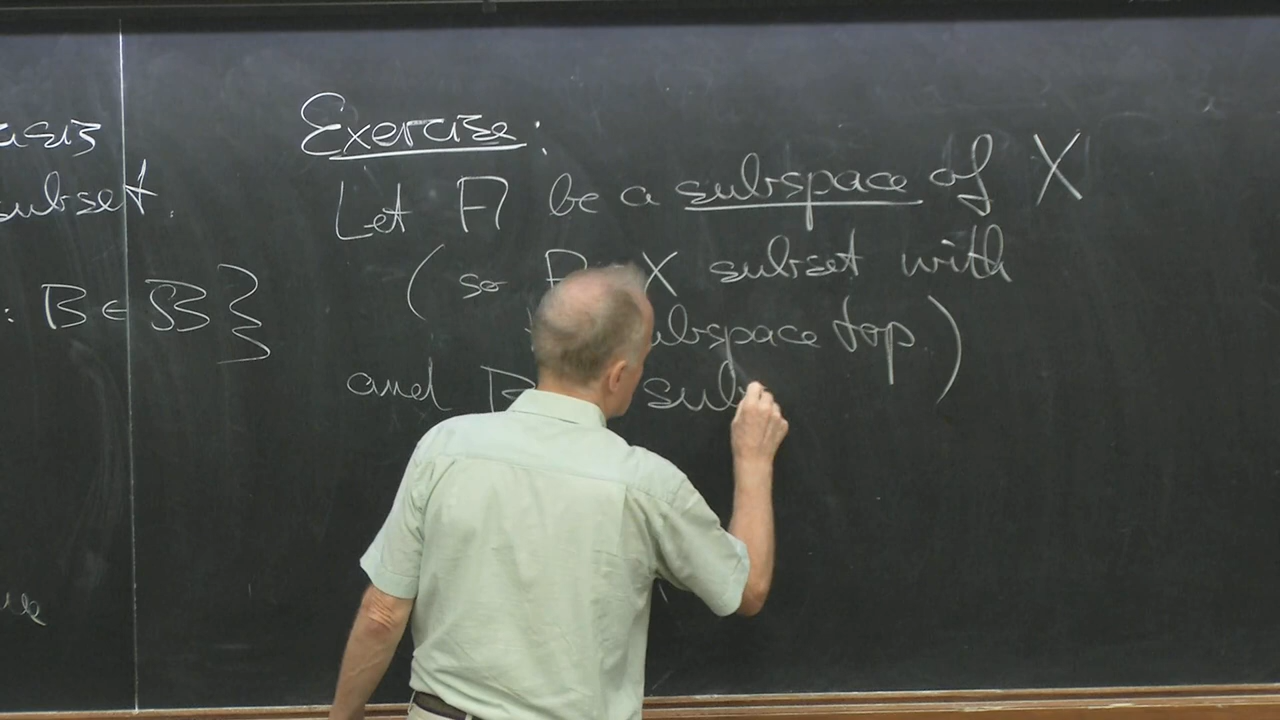 subset.
: B ∈ ℬ }
Exercise:
Let A be a subspace of X
( so X subset with
subspace top. )
and B sub